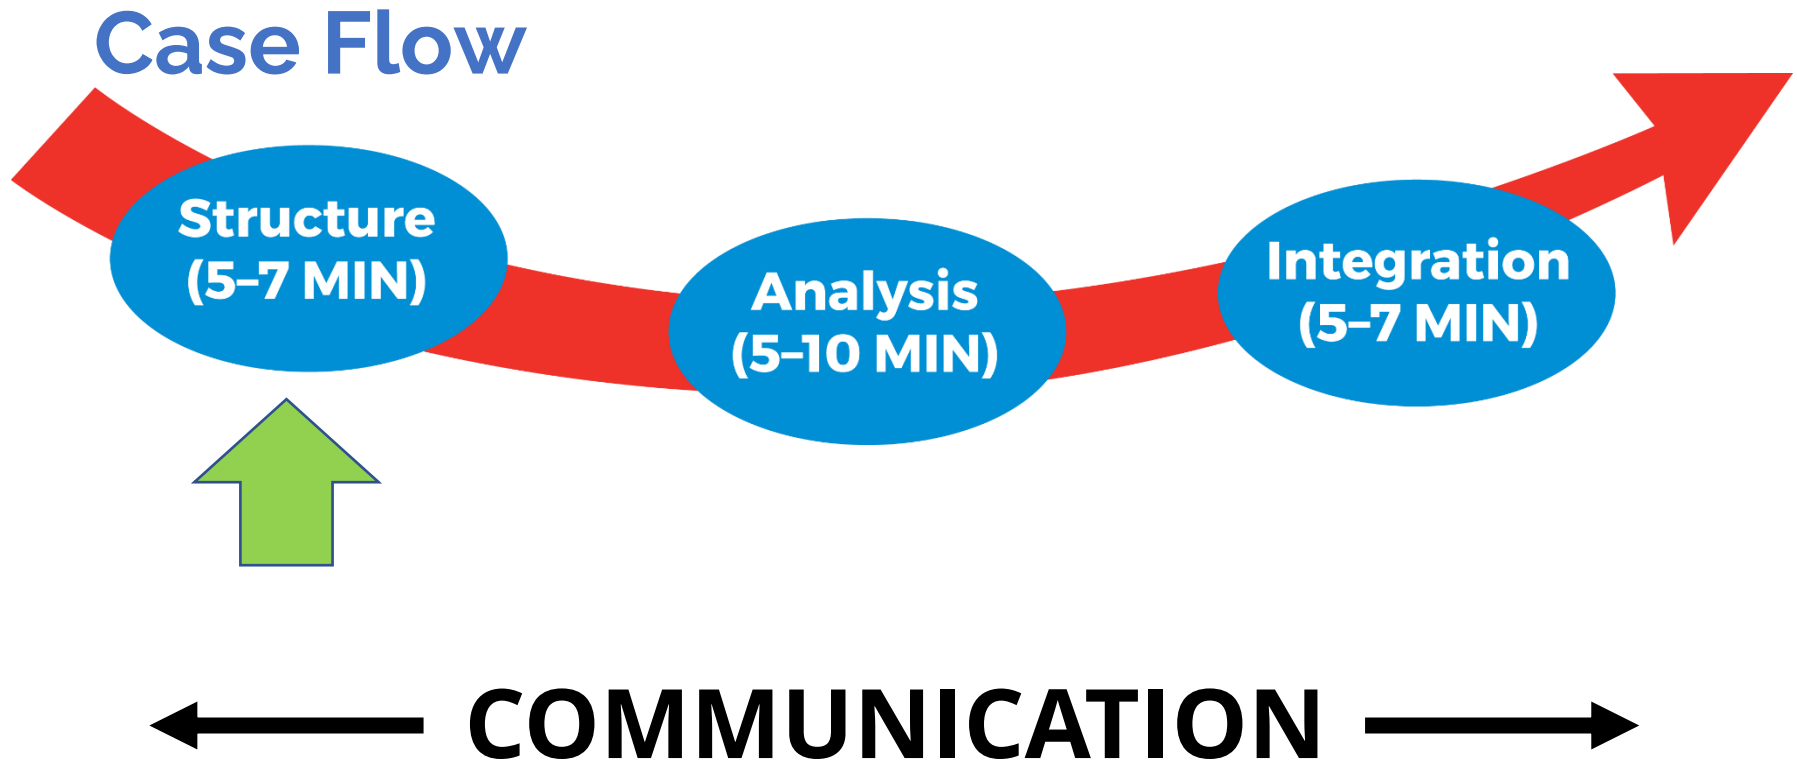 Case Flow
Structure
(5–7 MIN)
Analysis
(5–10 MIN)
Integration
(5–7 MIN)
COMMUNICATION